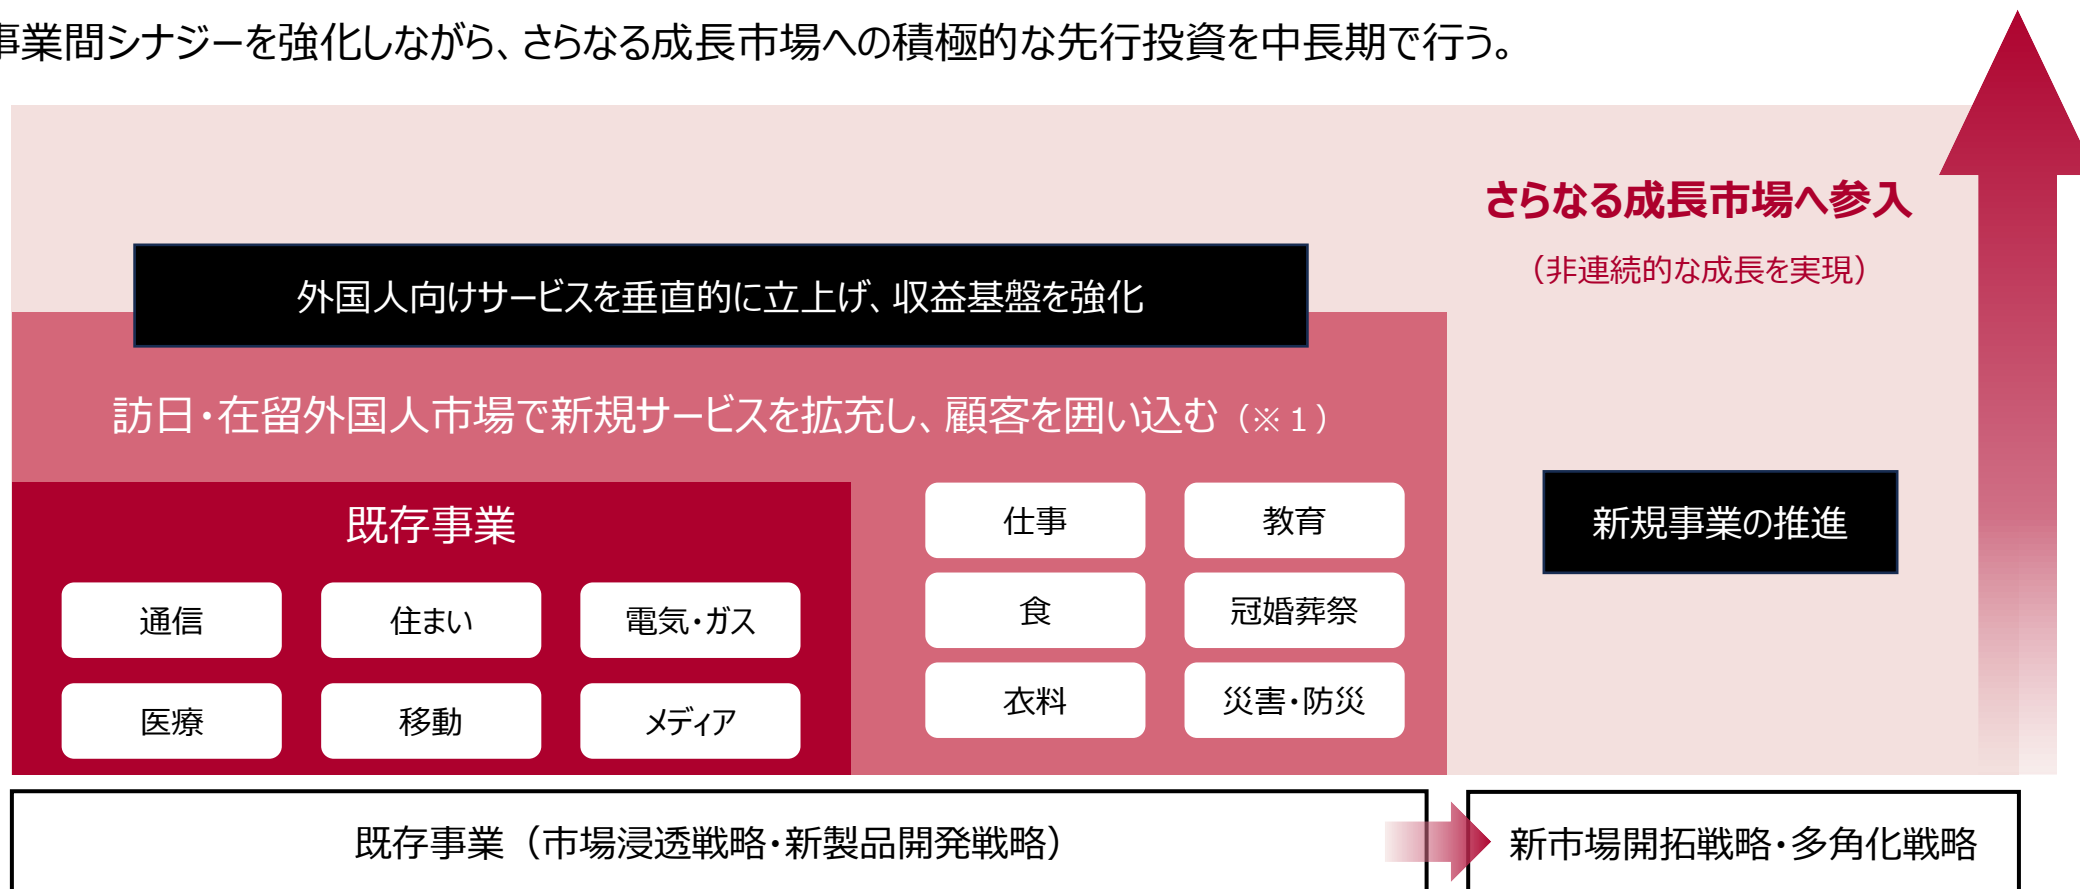 事業間シナジーを強化しながら、さらなる成長市場への積極的な先行投資を中長期で行う。
さらなる成長市場へ参入
（非連続的な成長を実現）
外国人向けサービスを垂直的に立上げ、収益基盤を強化
訪日・在留外国人市場で新規サービスを拡充し、顧客を囲い込む（※１）
既存事業
通信
住まい
電気・ガス
医療
移動
メディア
仕事
教育
食
冠婚葬祭
衣料
災害・防災
新規事業の推進
既存事業（市場浸透戦略・新製品開発戦略）
新市場開拓戦略・多角化戦略